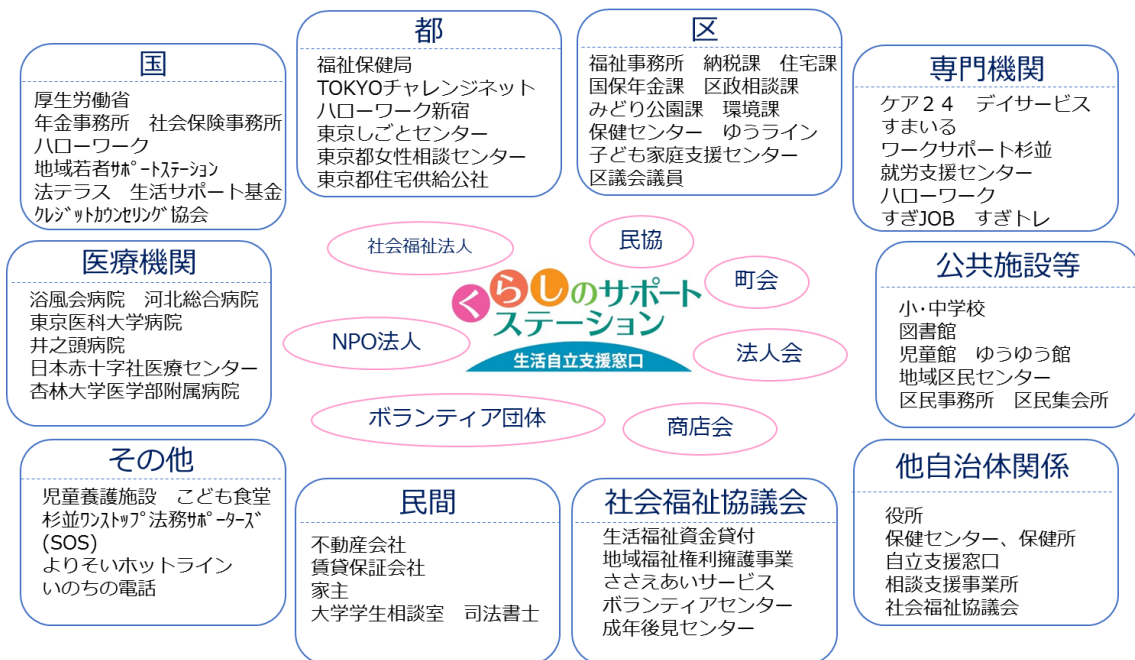 国
厚生労働省
年金事務所　社会保険事務所
ハローワーク
地域若者ｻﾎﾟｰﾄｽﾃｰｼｮﾝ
法テラス　生活サポート基金
ｸﾚｼﾞｯﾄｶｳﾝｾﾘﾝｸﾞ協会
都
福祉保健局
TOKYOチャレンジネット
ハローワーク新宿
東京しごとセンター
東京都女性相談センター
東京都住宅供給公社
区
福祉事務所　納税課　住宅課
国保年金課　区政相談課
みどり公園課　環境課
保健センター　ゆうライン
子ども家庭支援センター
区議会議員
専門機関
ケア２４　デイサービス
すまいる
ワークサポート杉並
就労支援センター
ハローワーク
すぎJOB　すぎトレ
医療機関
浴風会病院　河北総合病院
東京医科大学病院
井之頭病院
日本赤十字社医療センター
杏林大学医学部附属病院
社会福祉法人
民協
町会
くらしのサポート
ステーション
生活自立支援窓口
NPO法人
法人会
ボランティア団体
商店会
公共施設等
小・中学校
図書館
児童館　ゆうゆう館
地域区民センター
区民事務所　区民集会所
その他
児童養護施設　こども食堂
杉並ﾜﾝｽﾄｯﾌﾟ法務ｻﾎﾟｰﾀｰｽﾞ
(SOS)
よりそいホットライン
いのちの電話
民間
不動産会社
賃貸保証会社
家主
大学学生相談室　司法書士
社会福祉協議会
生活福祉資金貸付
地域福祉権利擁護事業
ささえあいサービス
ボランティアセンター
成年後見センター
他自治体関係
役所
保健センター、保健所
自立支援窓口
相談支援事業所
社会福祉協議会